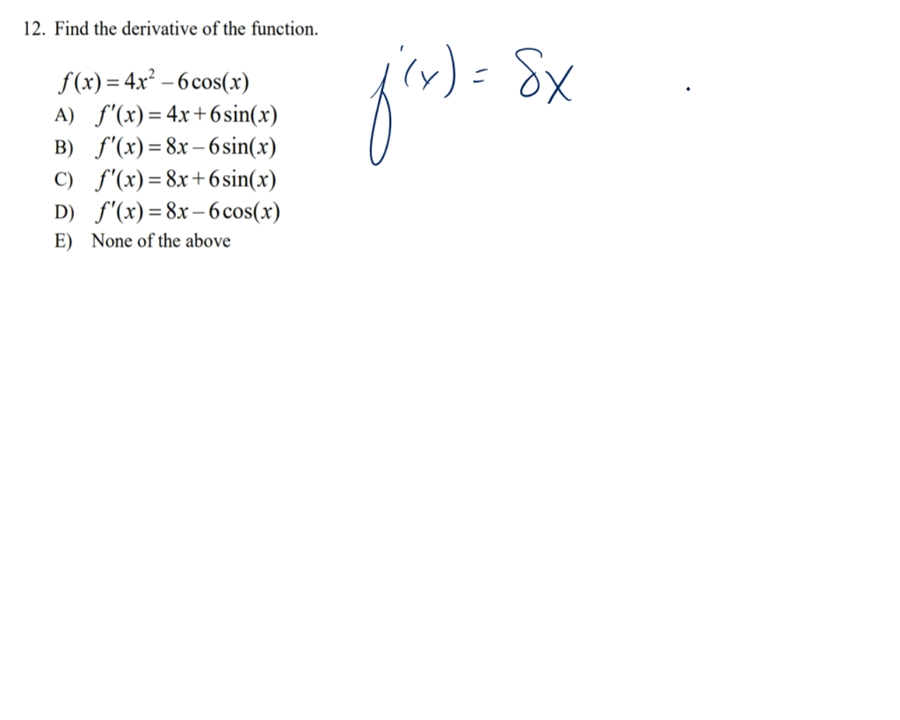 12. Find the derivative of the function.
f(x) = 4x² – 6cos(x)
A) f'(x) = 4x + 6sin(x)
B) f'(x) = 8x – 6sin(x)
C) f'(x) = 8x + 6sin(x)
D) f'(x) = 8x – 6cos(x)
E) None of the above
f'(x) = 8x